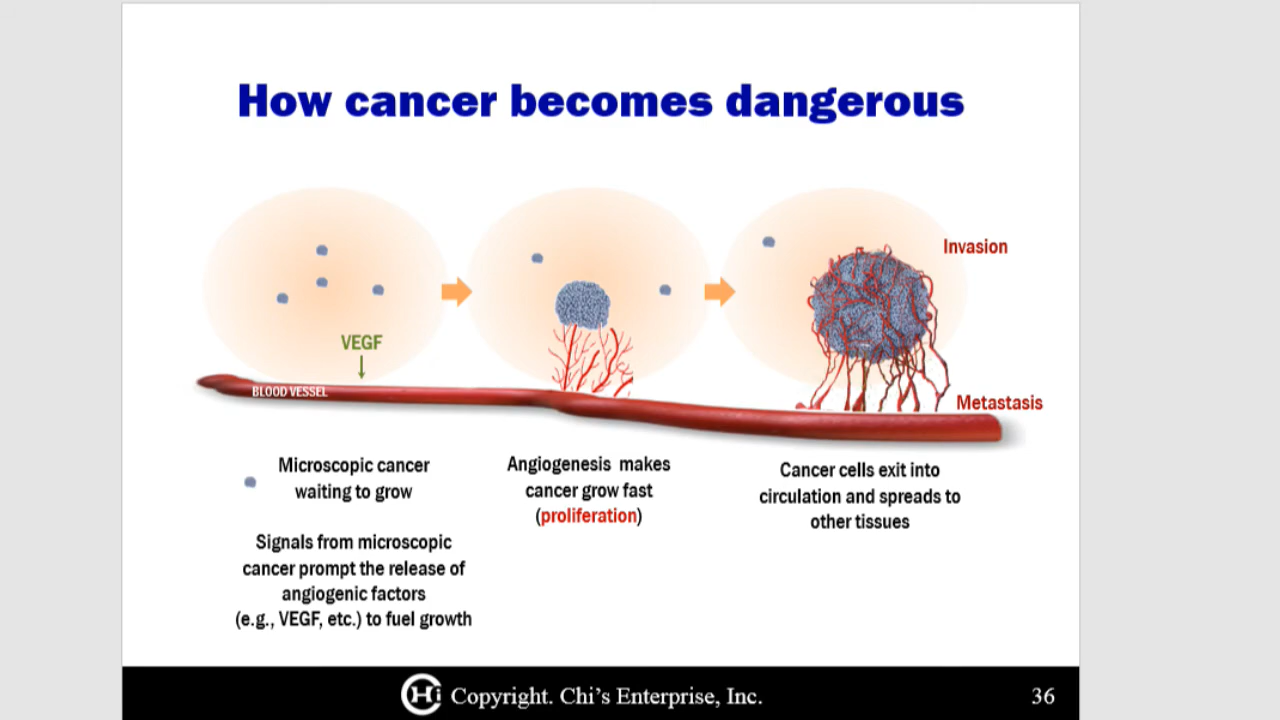 How cancer becomes dangerous
Invasion
VEGF
BLOOD VESSEL
Metastasis
Microscopic cancer
waiting to grow
Signals from microscopic
cancer prompt the release of
angiogenic factors
(e.g., VEGF, etc.) to fuel growth
Angiogenesis makes
cancer grow fast
(proliferation)
Cancer cells exit into
circulation and spreads to
other tissues
CHi Copyright. Chi's Enterprise, Inc.
36